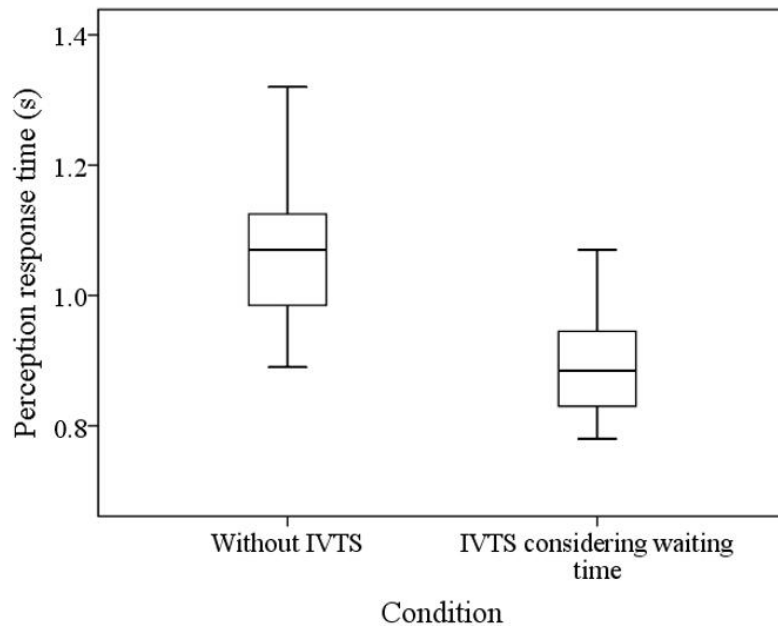 1.4
1.2
1.0
0.8
Perception response time (s)
Without IVTS
IVTS considering waiting
time
Condition